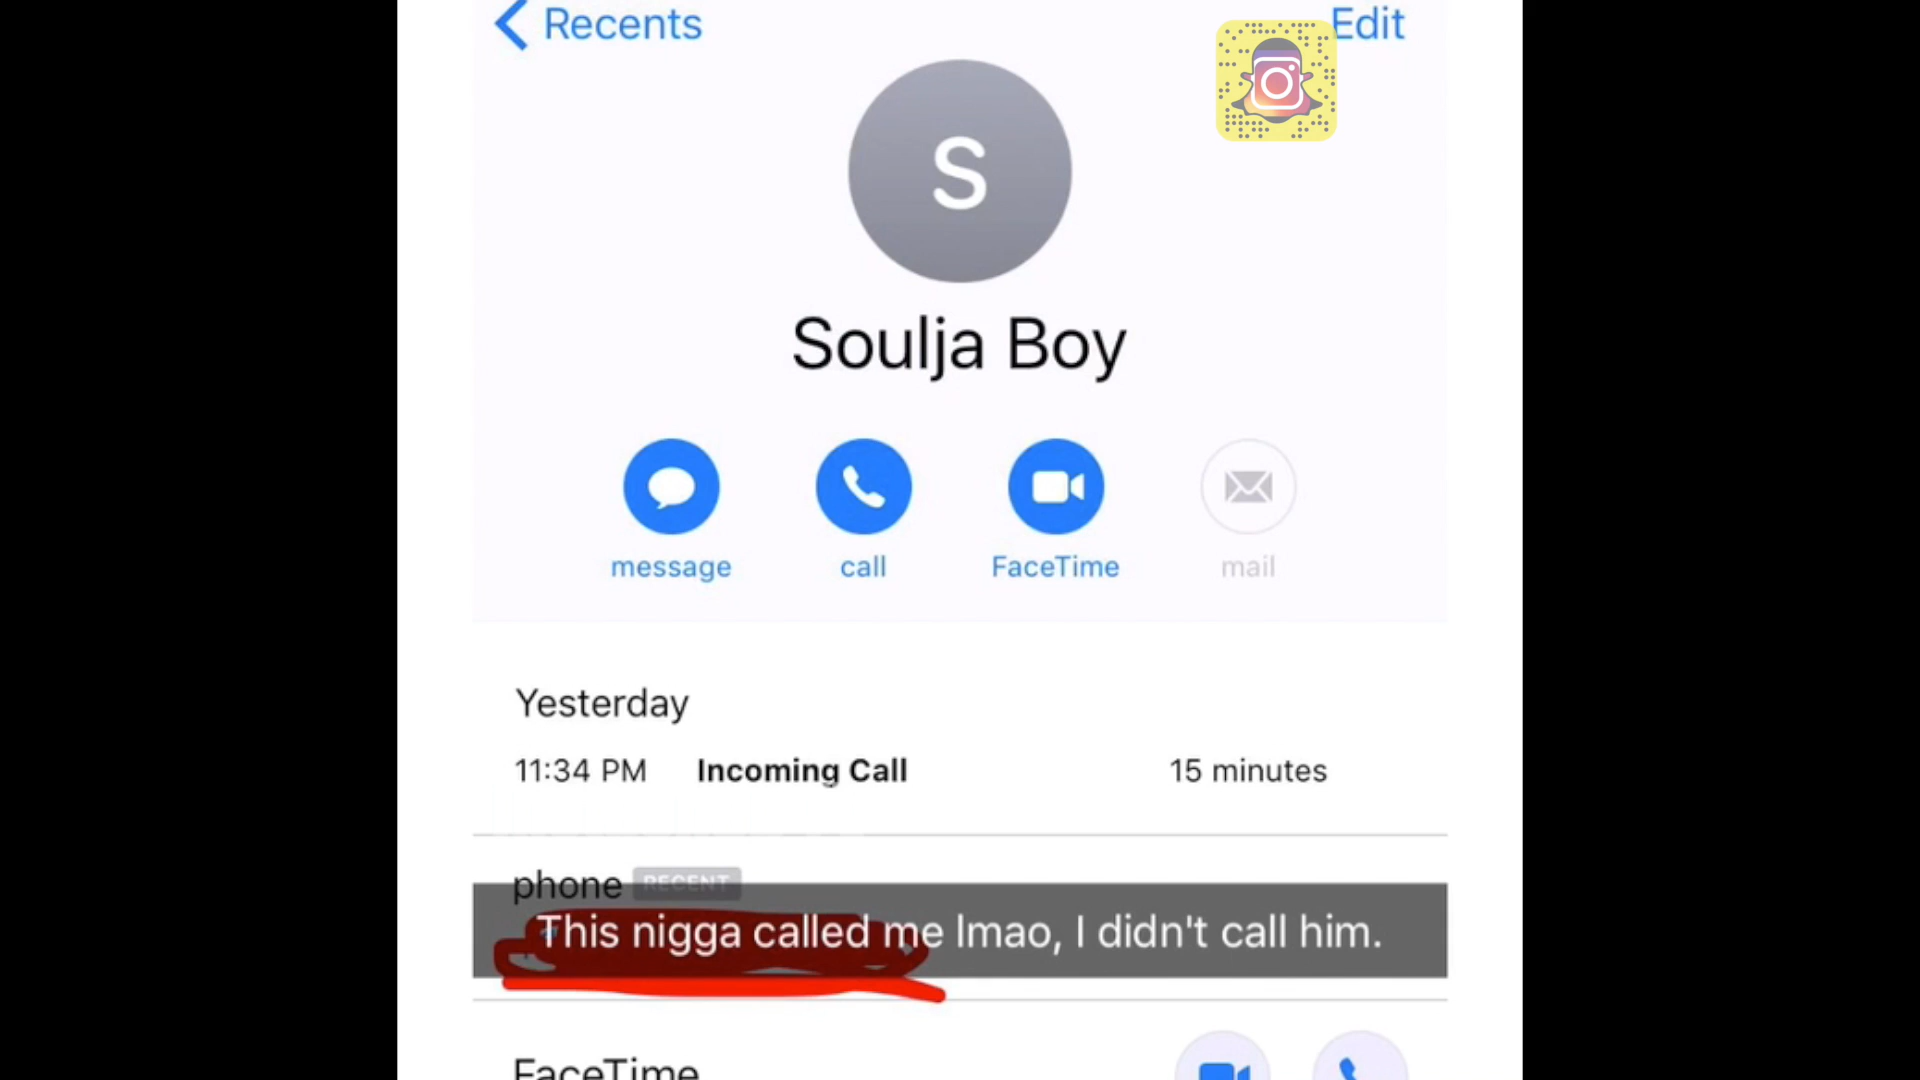 Recents
Edit
S
Soulja Boy
message
call
FaceTime
mail
Yesterday
11:34 PM Incoming Call 15 minutes
phone RECENT
This nigga called me lmao, I didn't call him.
FaceTime